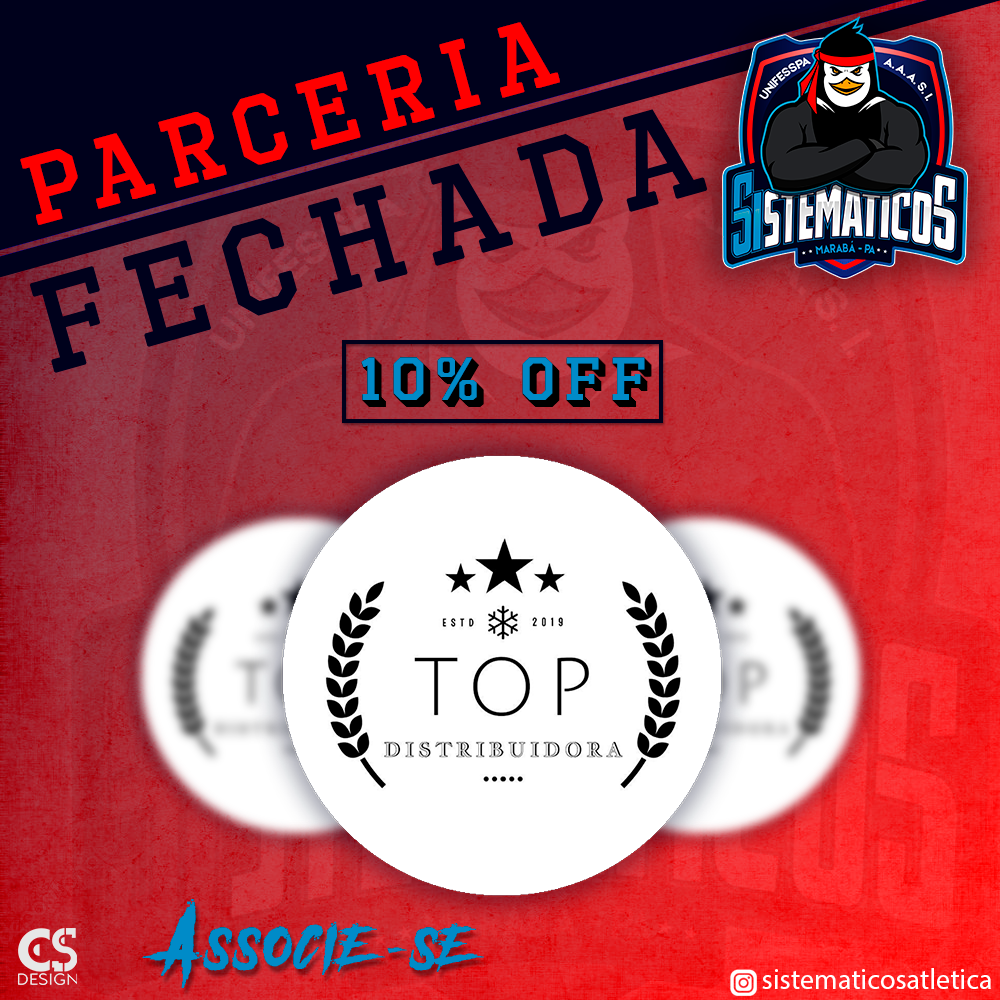 PARCERIA
FECHADA
UNIFESSPA A.A.A.S.I.
SISTEMATICOS
MARABÁ - PA
10% OFF
ESTD 2019
TOP
DISTRIBUIDORA
ASSOCIE-SE
CS
DESIGN
sistematicosatletica